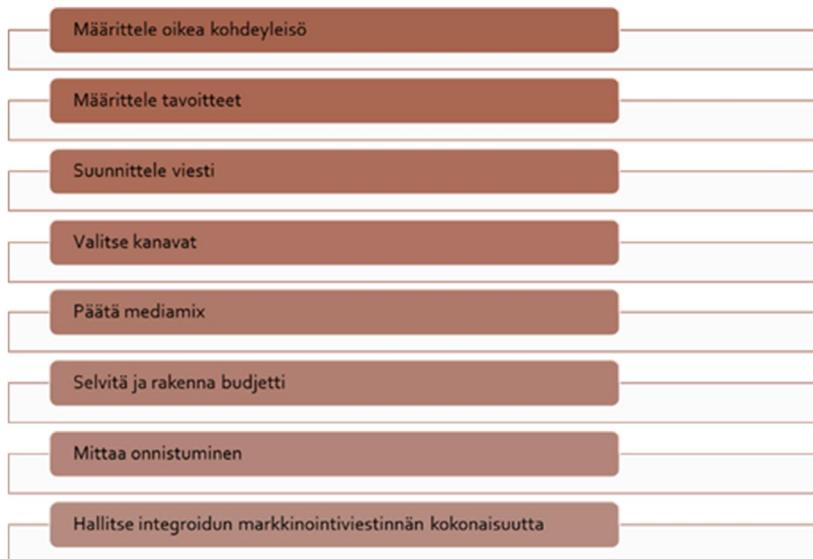 Määrittele oikea kohdeyleisö
Määrittele tavoitteet
Suunnittele viesti
Valitse kanavat
Päätä mediamix
Selvitä ja rakenna budjetti
Mittaa onnistuminen
Hallitse integroidun markkinointiviestinnän kokonaisuutta